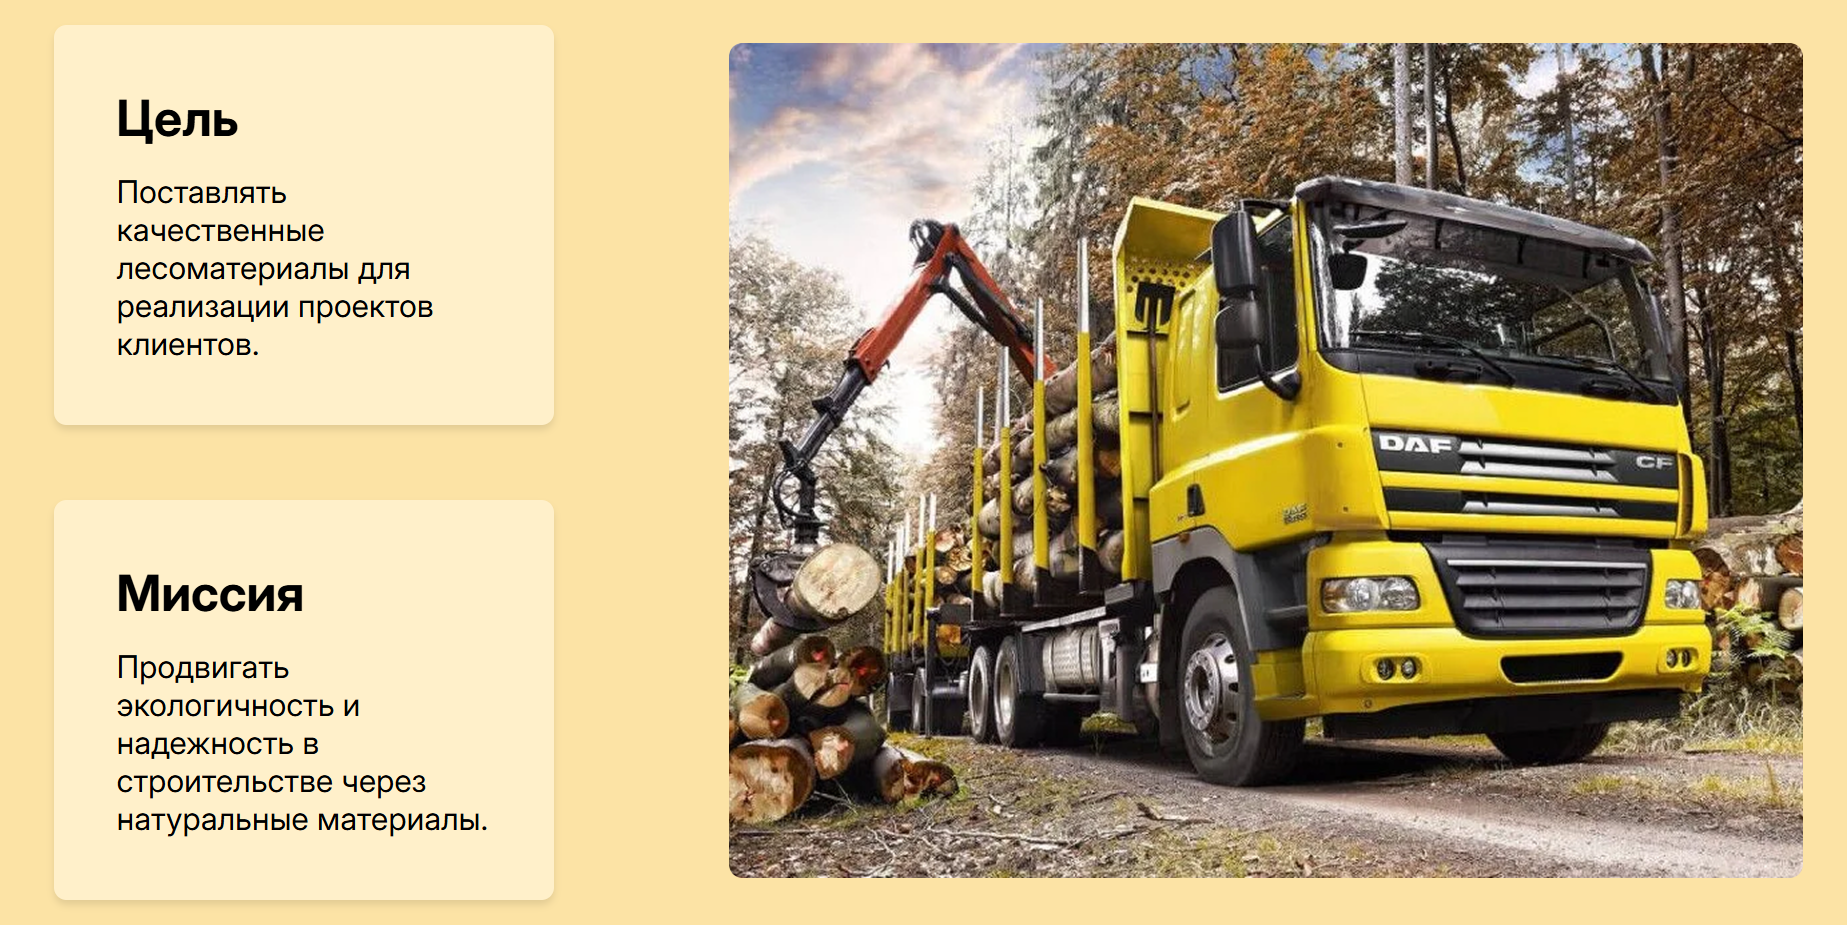 Цель
Поставлять
качественные
лесоматериалы для
реализации проектов
клиентов.
Миссия
Продвигать
экологичность и
надежность в
строительстве через
натуральные материалы.
DAF
CF